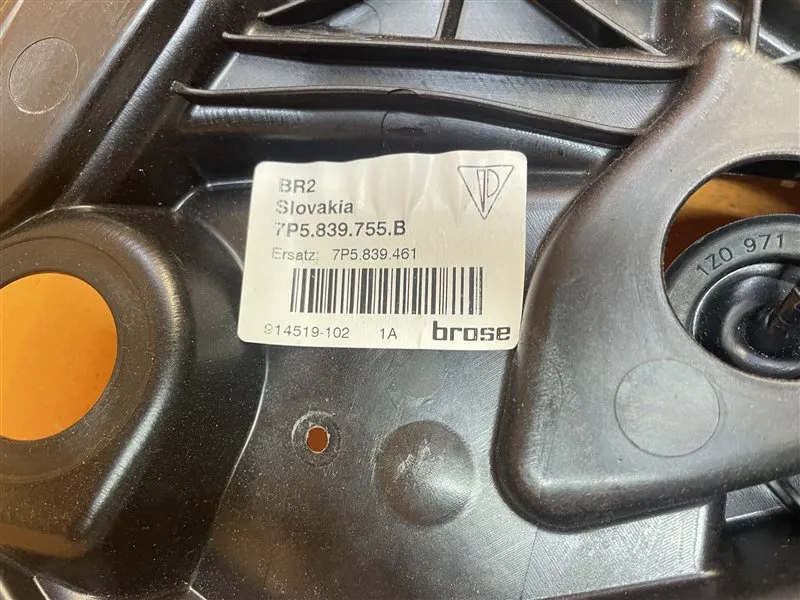 BR2
Slovakia
7P5.839.755.B
Ersatz: 7P5.839.461
914519-102 1A brose
1Z0 971